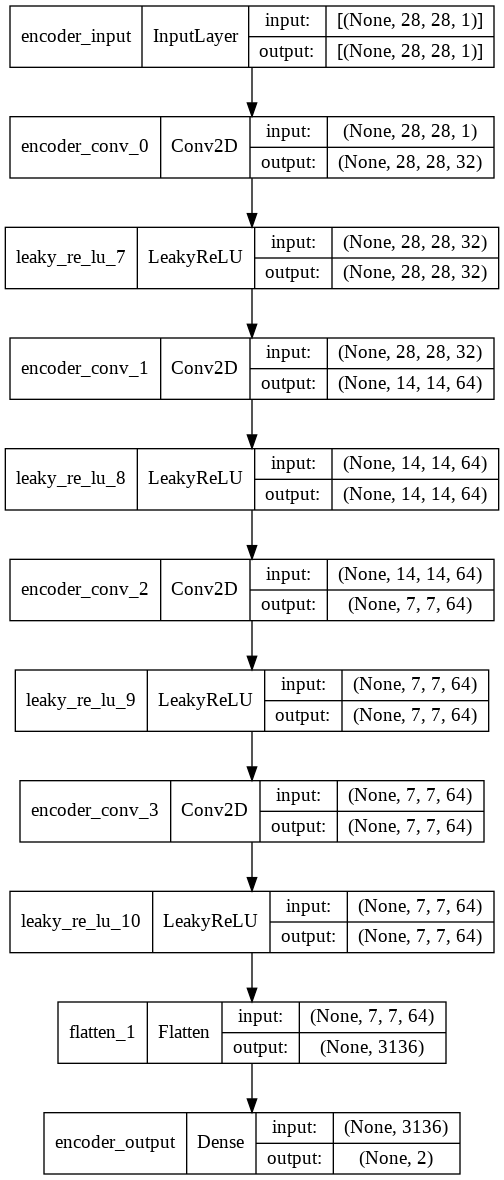 encoder_input InputLayer input: [(None, 28, 28, 1)]
output: [(None, 28, 28, 1)]
encoder_conv_0 Conv2D input: (None, 28, 28, 1)
output: (None, 28, 28, 32)
leaky_re_lu_7 LeakyReLU input: (None, 28, 28, 32)
output: (None, 28, 28, 32)
encoder_conv_1 Conv2D input: (None, 28, 28, 32)
output: (None, 14, 14, 64)
leaky_re_lu_8 LeakyReLU input: (None, 14, 14, 64)
output: (None, 14, 14, 64)
encoder_conv_2 Conv2D input: (None, 14, 14, 64)
output: (None, 7, 7, 64)
leaky_re_lu_9 LeakyReLU input: (None, 7, 7, 64)
output: (None, 7, 7, 64)
encoder_conv_3 Conv2D input: (None, 7, 7, 64)
output: (None, 7, 7, 64)
leaky_re_lu_10 LeakyReLU input: (None, 7, 7, 64)
output: (None, 7, 7, 64)
flatten_1 Flatten input: (None, 7, 7, 64)
output: (None, 3136)
encoder_output Dense input: (None, 3136)
output: (None, 2)